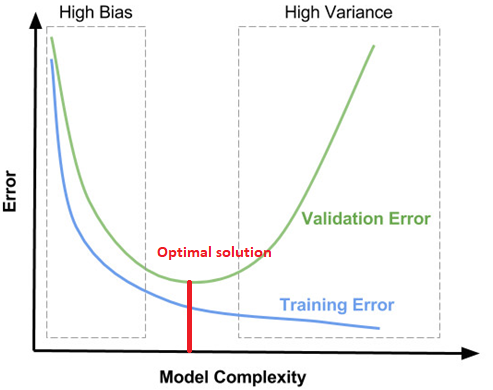 High Bias
High Variance
Error
Optimal solution
Validation Error
Training Error
Model Complexity